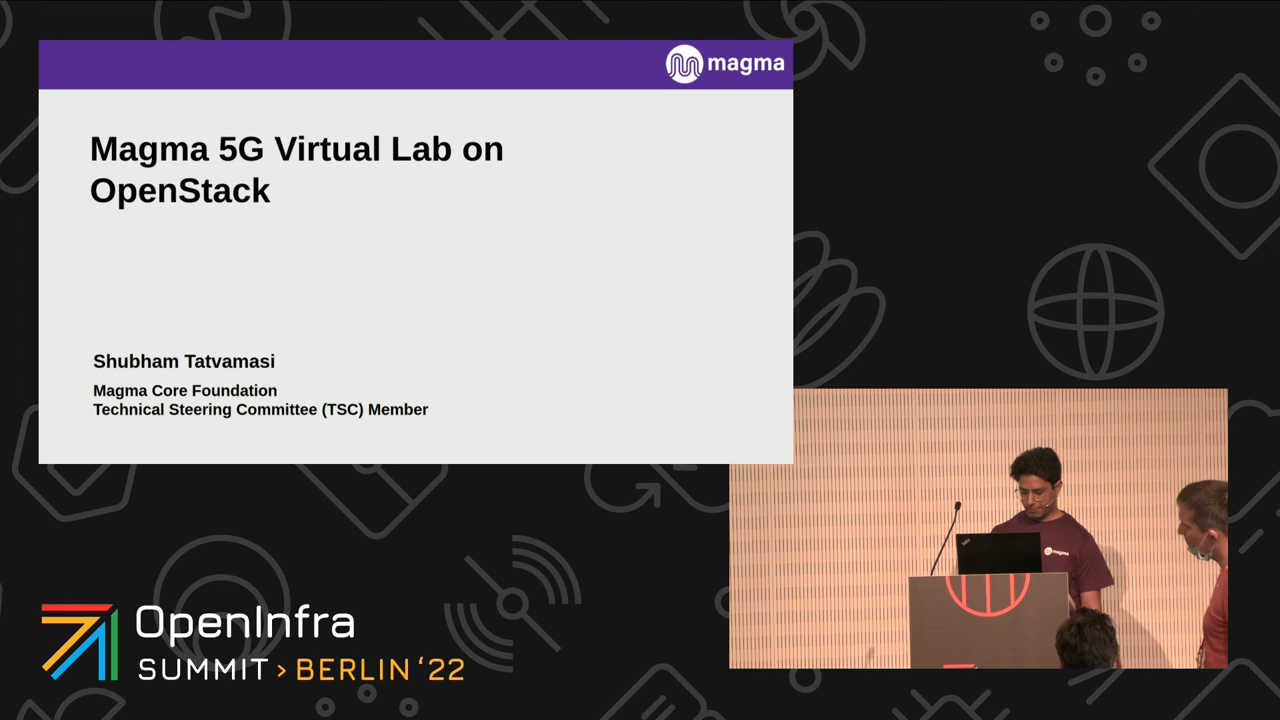 magma
Magma 5G Virtual Lab on
OpenStack
Shubham Tatvamasi
Magma Core Foundation
Technical Steering Committee (TSC) Member
magma
OpenInfra
SUMMIT > BERLIN ‘22